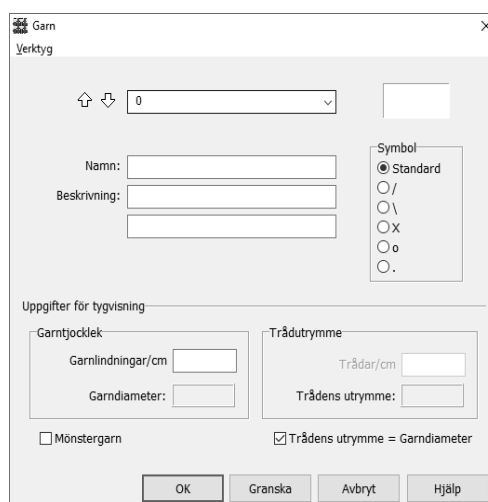 Garn
Verktyg
0
Namn:
Beskrivning:
Symbol
Standard
/
\
X
o
.
Uppgifter för tygvisning
Garntjocklek
Garnlindningar/cm
Garndiameter:
Trådutrymme
Trådar/cm
Trådens utrymme:
Mönstergarn
Trådens utrymme = Garndiameter
OK
Granska
Avbryt
Hjälp